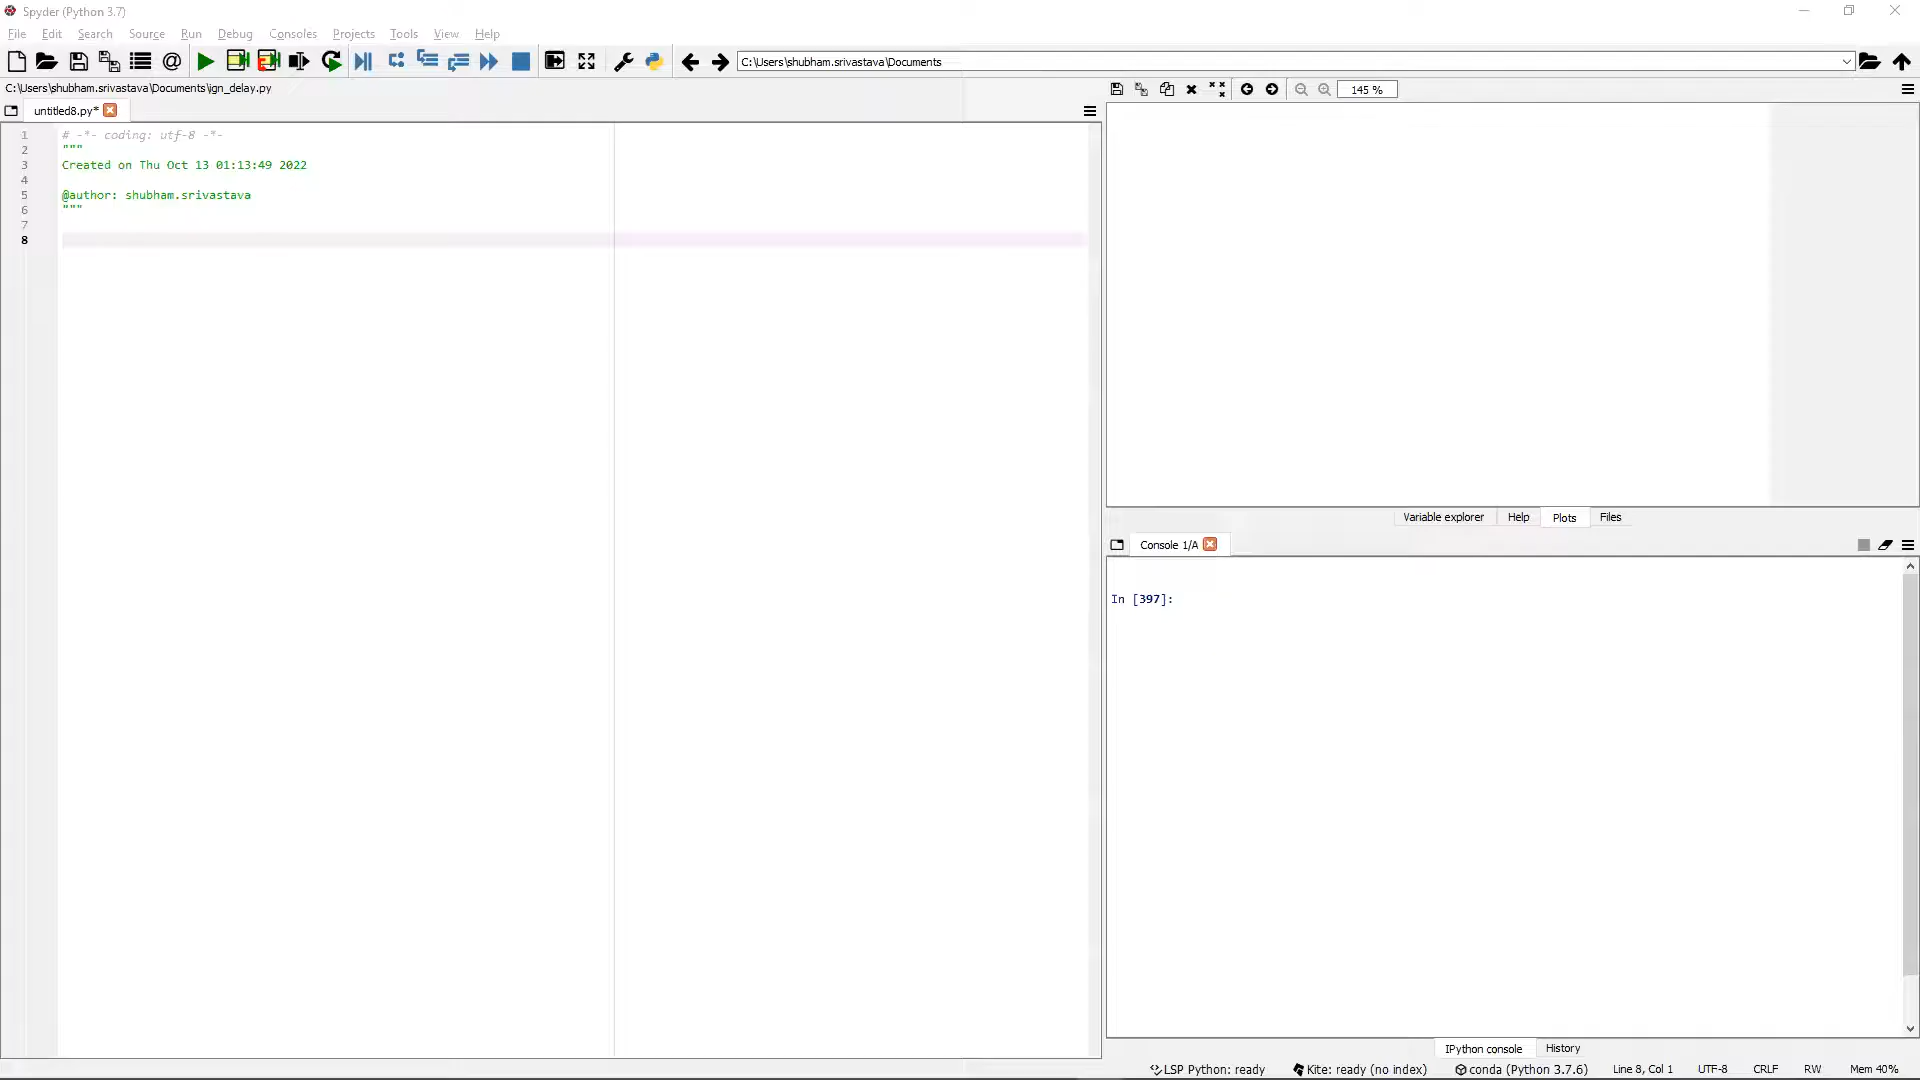 Spyder (Python 3.7)
File Edit Search Source Run Debug Consoles Projects Tools View Help
C:\Users\shubham.srivastava\Documents
C:\Users\shubham.srivastava\Documents\ign_delay.py
untitled8.py*
145 %
1 # -*- coding: utf-8 -*-
2 """
3 Created on Thu Oct 13 01:13:49 2022
4
5 @author: shubham.srivastava
6 """
7
8
Variable explorer Help Plots Files
Console 1/A
In [397]:
IPython console History
LSP Python: ready Kite: ready (no index) conda (Python 3.7.6) Line 8, Col 1 UTF-8 CRLF RW Mem 40%